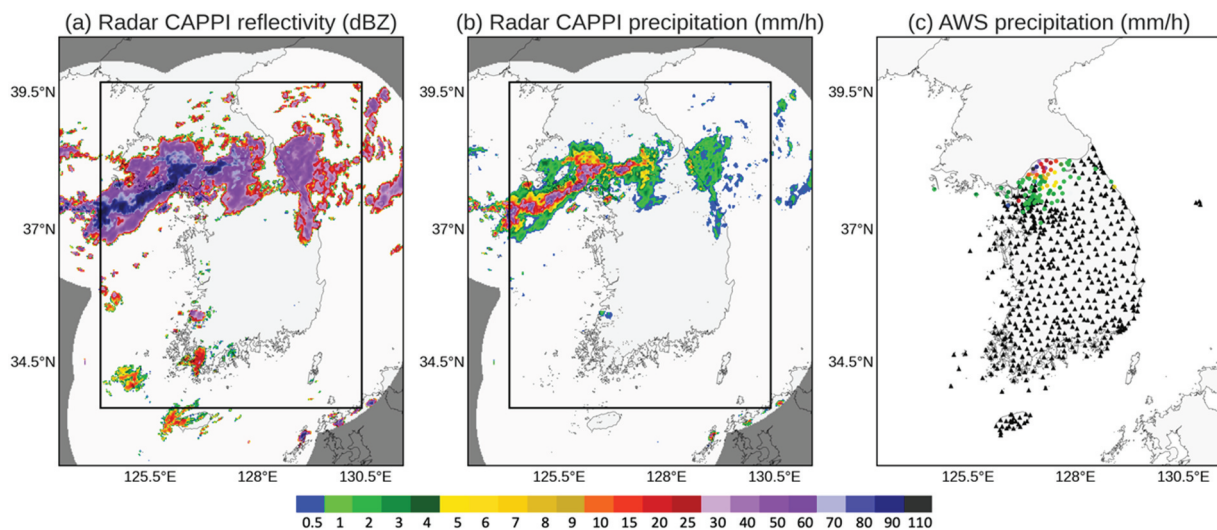 (a) Radar CAPPI reflectivity (dBZ) (b) Radar CAPPI precipitation (mm/h) (c) AWS precipitation (mm/h)
39.5°N 39.5°N 39.5°N
37°N 37°N 37°N
34.5°N 34.5°N 34.5°N
125.5°E 128°E 130.5°E 125.5°E 128°E 130.5°E 125.5°E 128°E 130.5°E
0.5 1 2 3 4 5 6 7 8 9 10 15 20 25 30 40 50 60 70 80 90 110